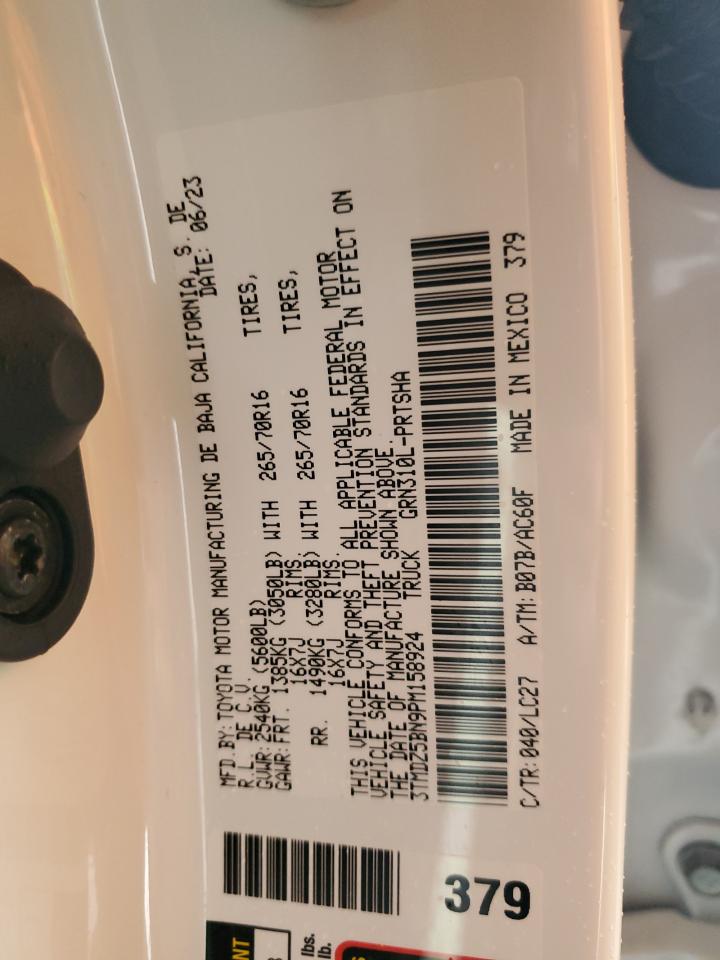 MFD.BY:TOYOTA MOTOR MANUFACTURING DE BAJA CALIFORNIA, S. DE
R.L. DE C.V. DATE: 06/23
GVWR: 2540KG (5600LB)
GAWR:FRT. 1385KG (3050LB) WITH 265/70R16 TIRES,
16X7J RIMS,
RR. 1490KG (3280LB) WITH 265/70R16 TIRES,
16X7J RIMS.
THIS VEHICLE CONFORMS TO ALL APPLICABLE FEDERAL MOTOR
VEHICLE SAFETY AND THEFT PREVENTION STANDARDS IN EFFECT ON
THE DATE OF MANUFACTURE SHOWN ABOVE.
3TMDZ5BN9PM158924 TRUCK GRN310L-PRTSHA
C/TR:040/LC27 A/TM:B07B/AC60F MADE IN MEXICO 379
379
NT
lbs.
lb.